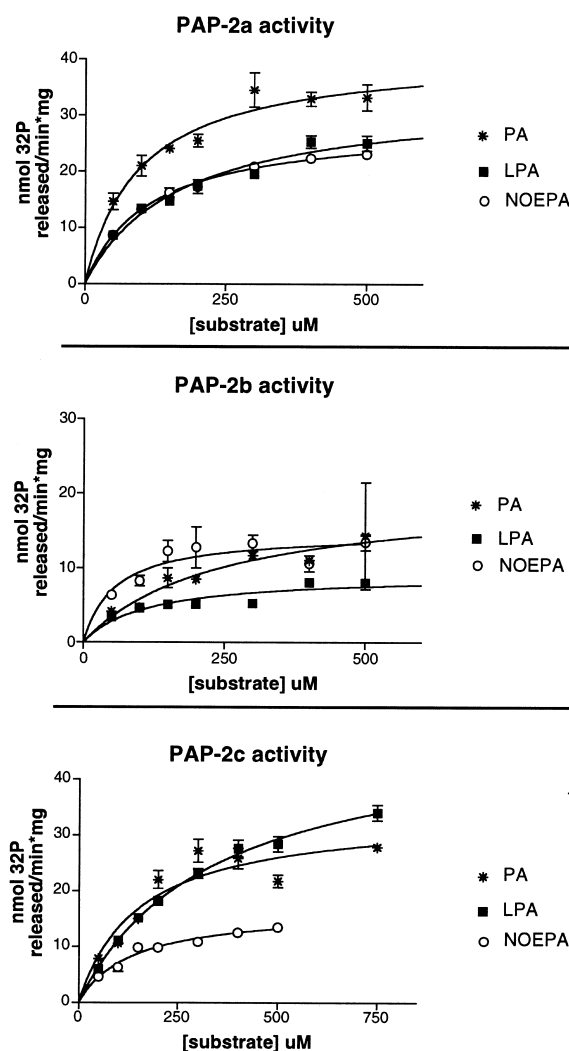 PAP-2a activity
40
30
20
10
0
nmol 32P
released/min*mg
0 250 500
[substrate] uM
PA
LPA
NOEPA
PAP-2b activity
30
20
10
0
nmol 32P
released/min*mg
0 250 500
[substrate] uM
PA
LPA
NOEPA
PAP-2c activity
40
30
20
10
0
nmol 32P
released/min*mg
0 250 500 750
[substrate] uM
PA
LPA
NOEPA